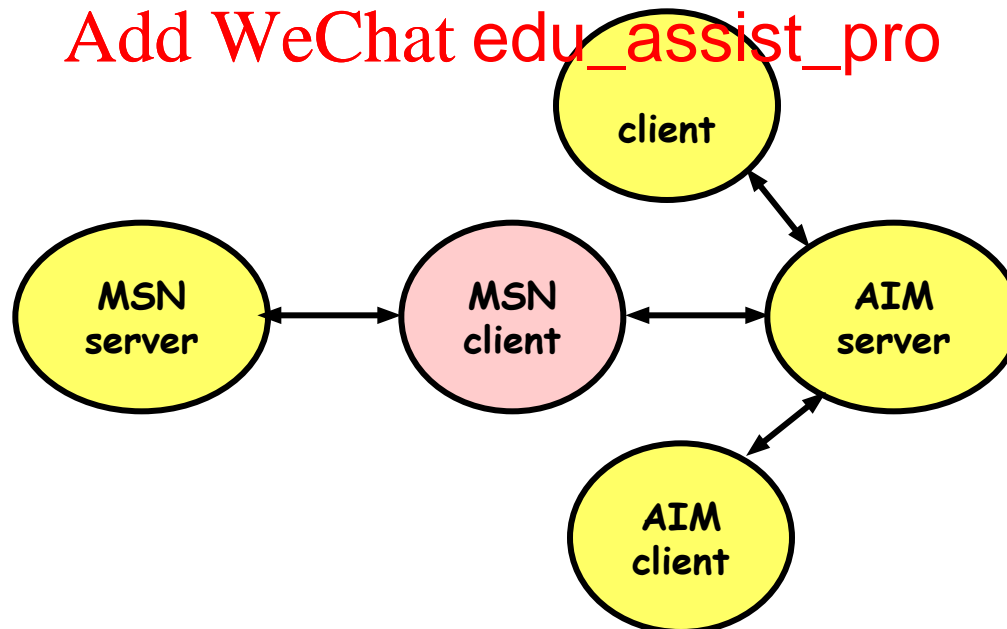 Add WeChat edu_assist_pro
client
MSN
server
MSN
client
AIM
server
AIM
client